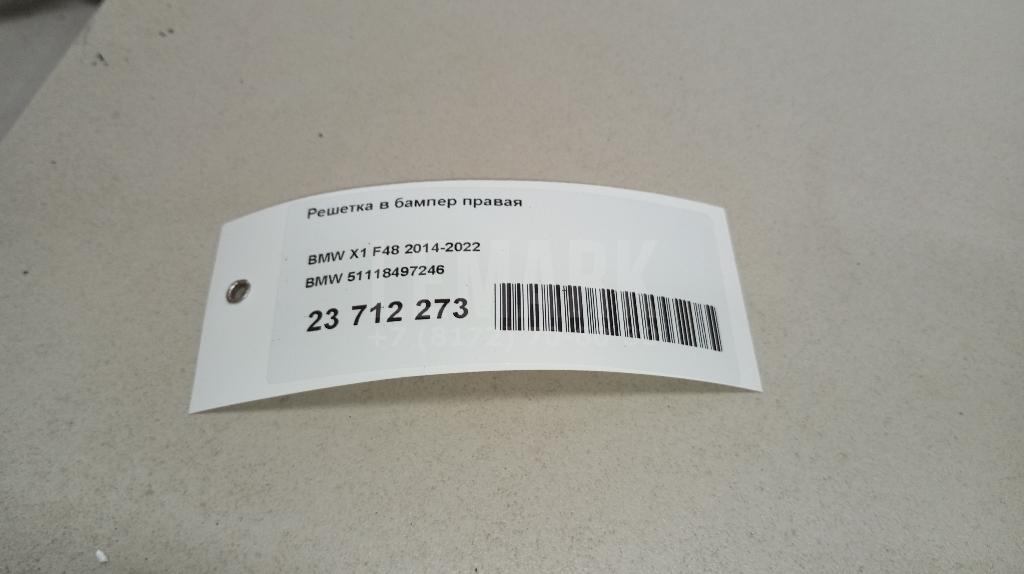 Решетка в бампер правая
BMW X1 F48 2014-2022
BMW 51118497246
23 712 273